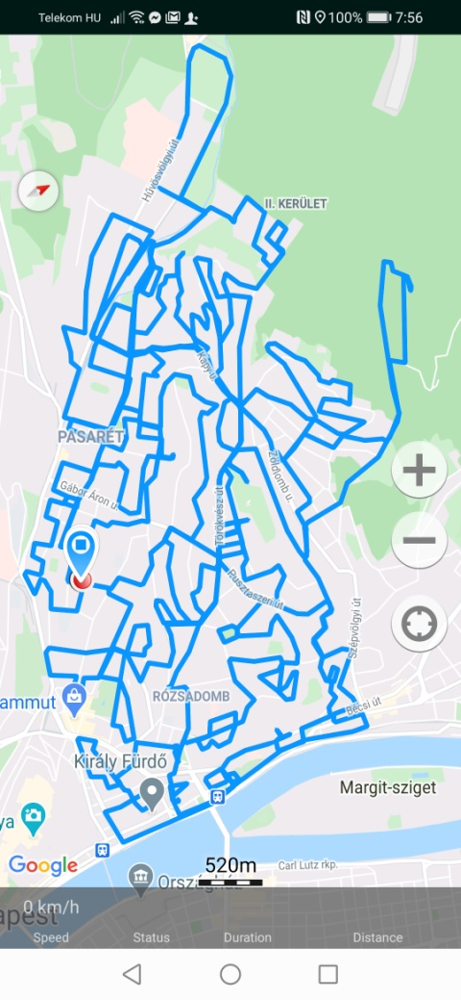 Telekom HU 100% 7:56
Hűvösvölgyi út
II. KERÜLET
Kapy u.
PASARÉT
Zöldlomb u.
Gábor Áron u.
Törökvész út
Pusztaszeri út
Szépvölgyi út
RÓZSADOMB
ammut
Bécsi út
Király Fürdő
Margit-sziget
ya
520m
Google
Carl Lutz rkp.
Országház
0 km/h
apest
Speed Status Duration Distance